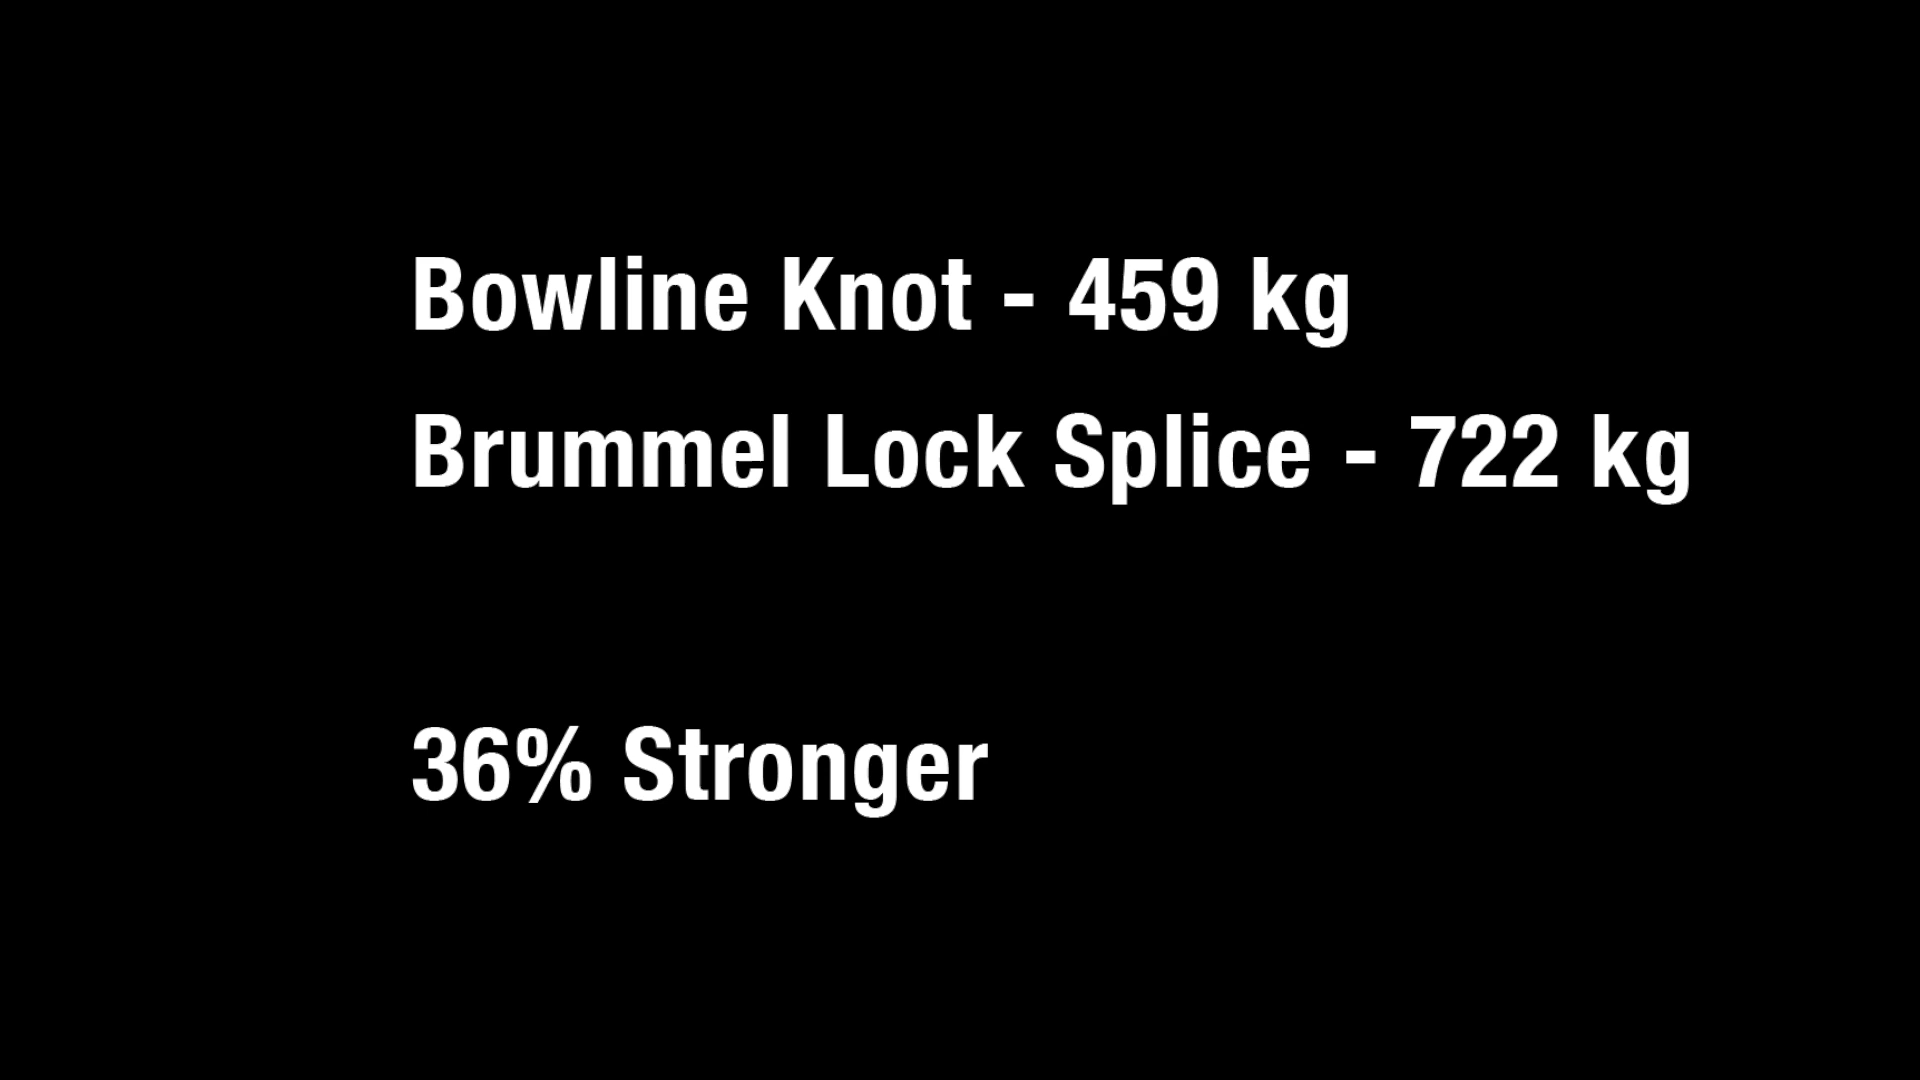 Bowline Knot - 459 kg
Brummel Lock Splice - 722 kg
36% Stronger